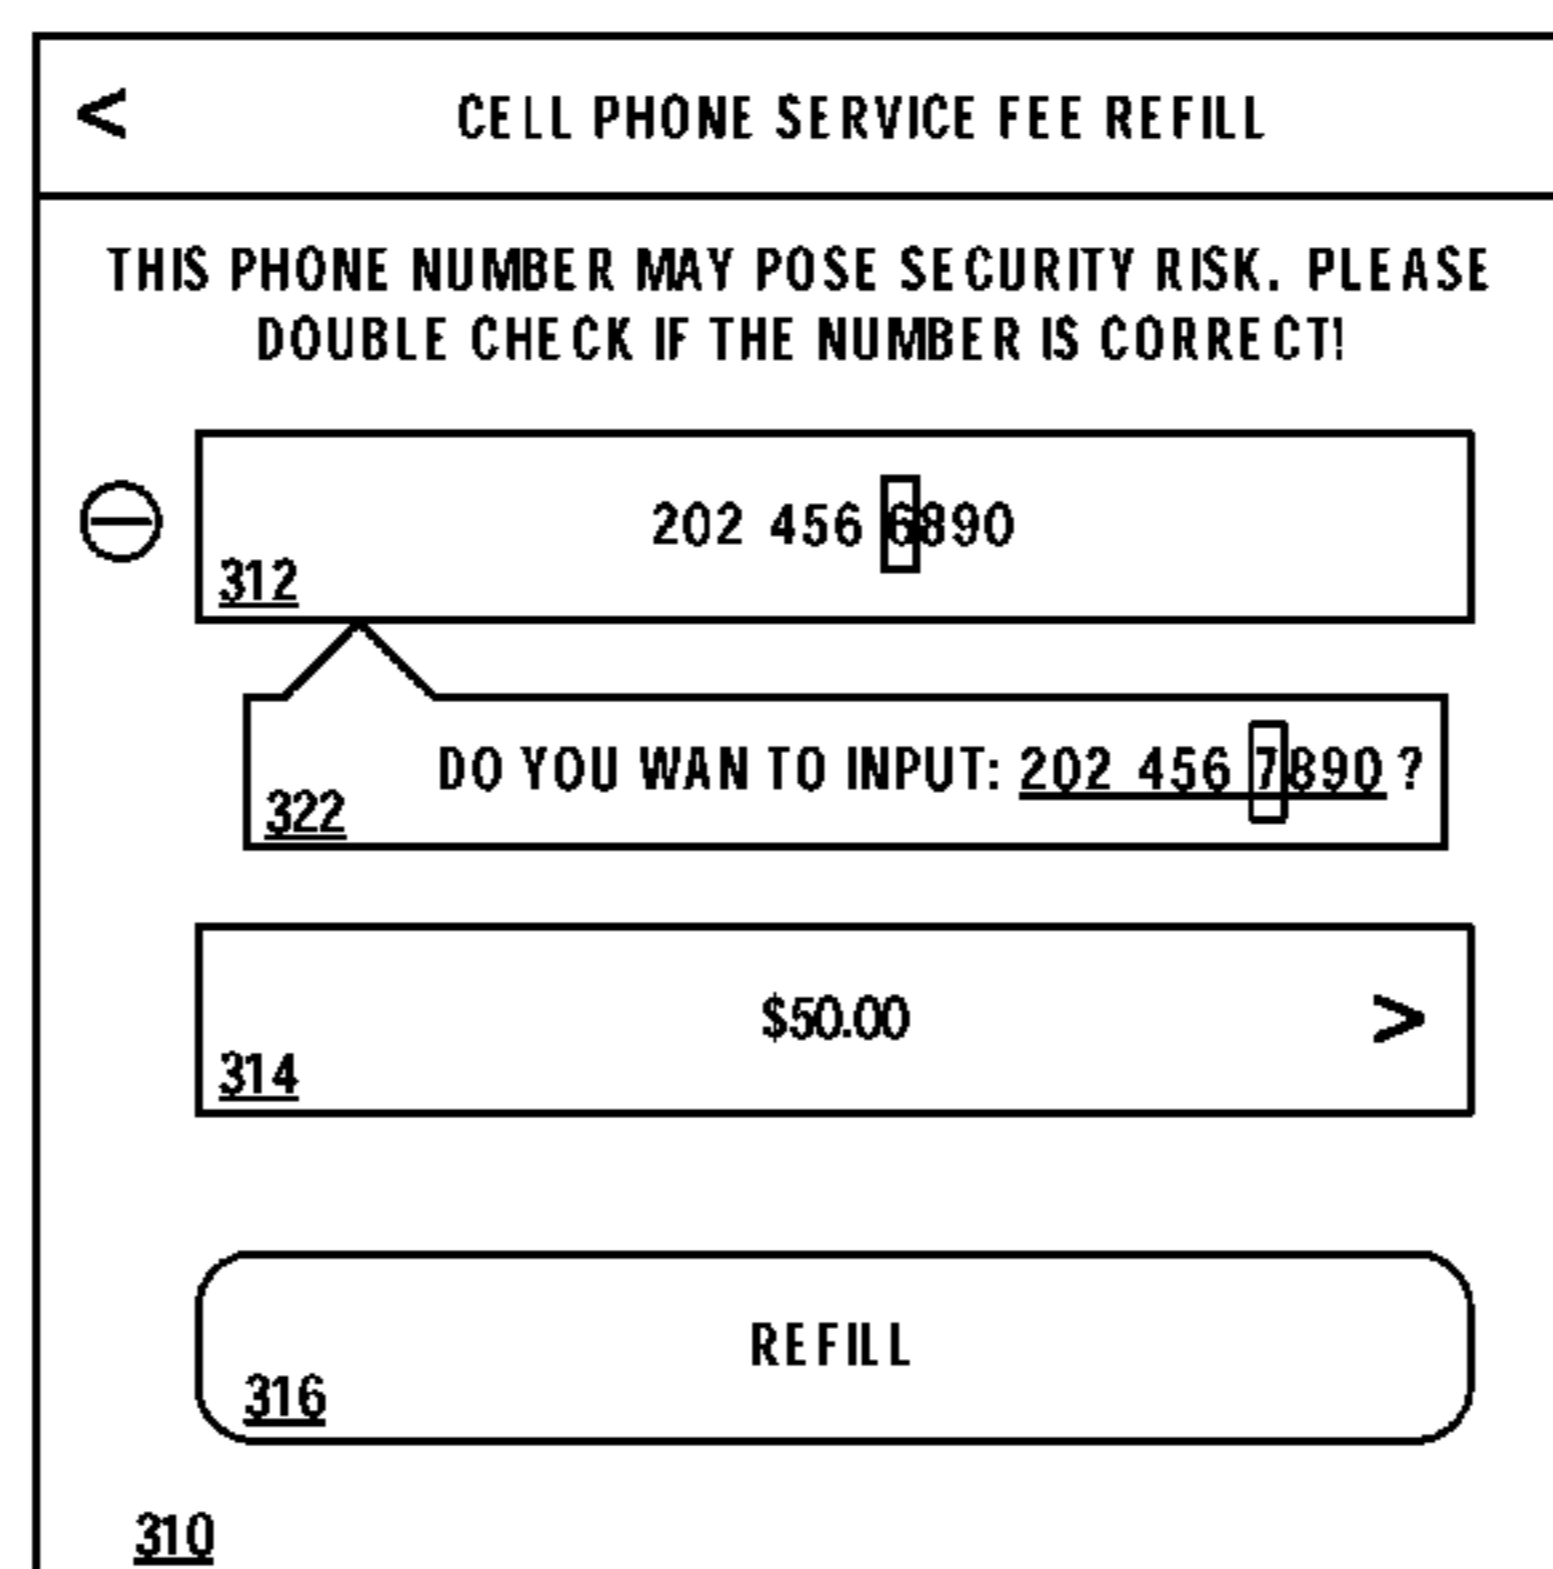 <
CELL PHONE SERVICE FEE REFILL
THIS PHONE NUMBER MAY POSE SECURITY RISK. PLEASE
DOUBLE CHECK IF THE NUMBER IS CORRECT!
202 456 6890
312
DO YOU WAN TO INPUT: 202 456 7890 ?
322
$50.00 >
314
REFILL
316
310